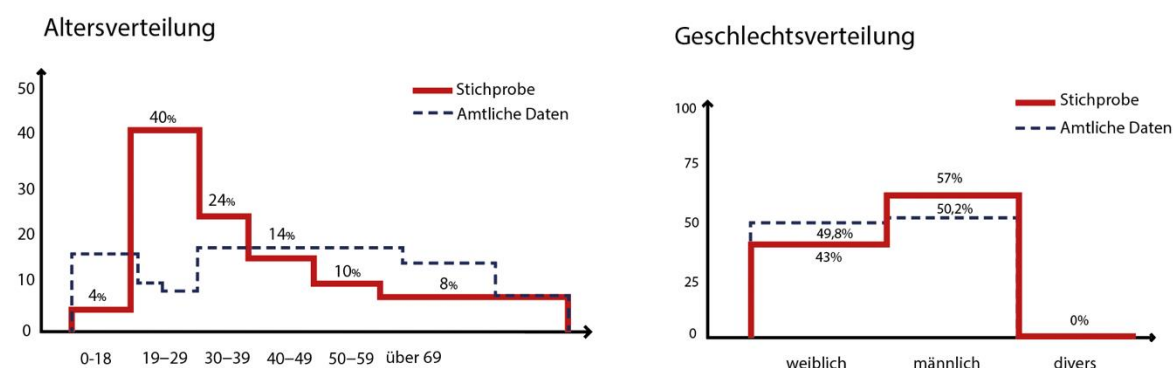 Altersverteilung
50
40
30
20
10
0
40%
24%
14%
10%
8%
4%
Stichprobe
Amtliche Daten
0-18 19–29 30–39 40–49 50–59 über 69
Geschlechtsverteilung
100
75
50
25
0
Stichprobe
Amtliche Daten
57%
50,2%
49,8%
43%
0%
weiblich männlich divers